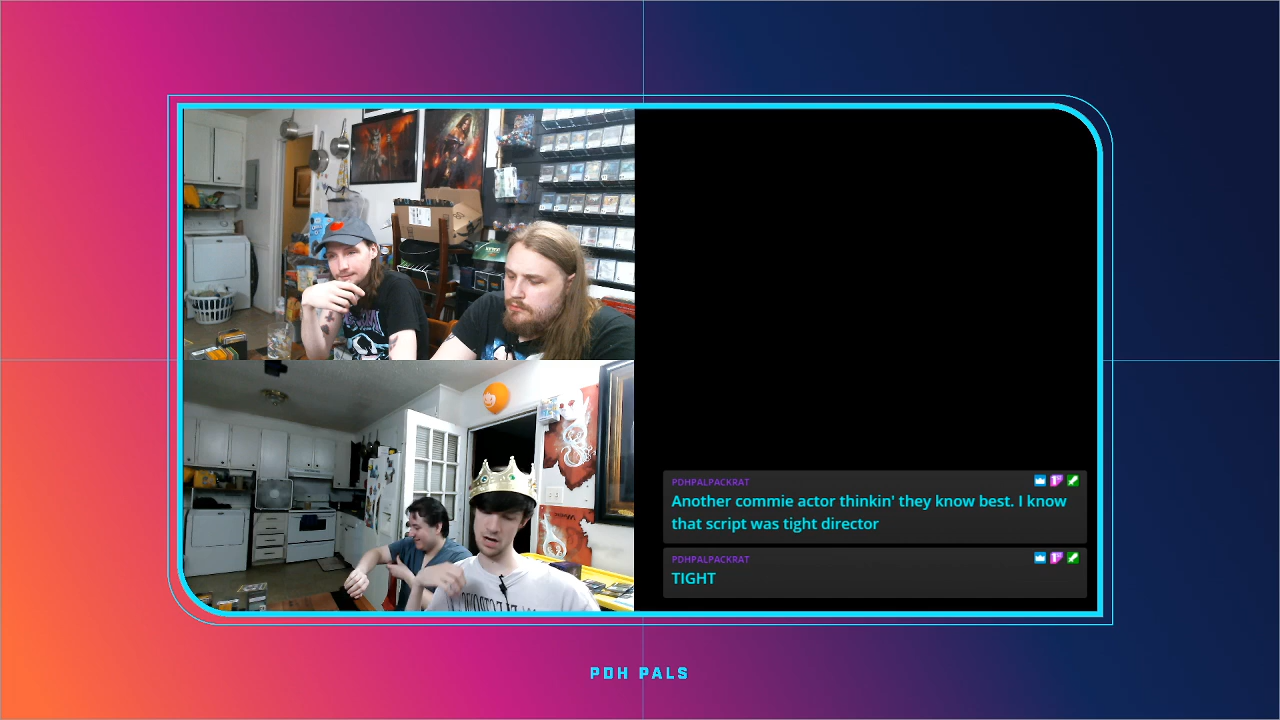 PDHPALPACKRAT
Another commie actor thinkin' they know best. I know
that script was tight director
PDHPALPACKRAT
TIGHT
PDH PALS